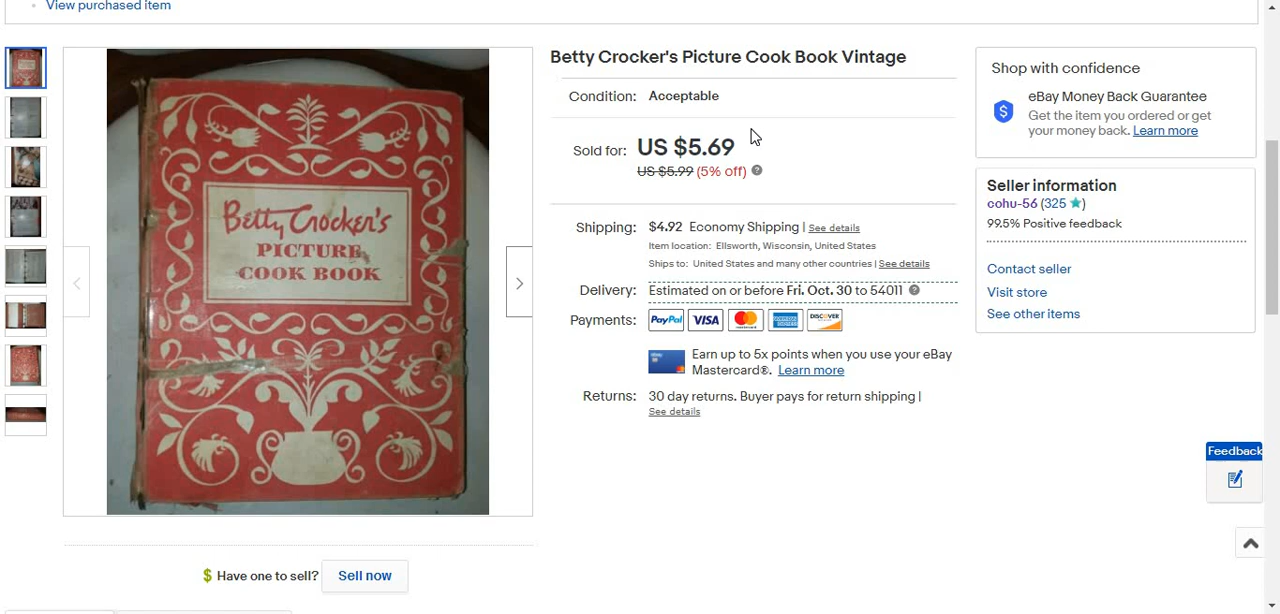 View purchased item
Betty Crocker's
PICTURE
COOK BOOK
Betty Crocker's Picture Cook Book Vintage
Condition: Acceptable
Sold for: US $5.69
US $5.99 (5% off)
Shipping: $4.92 Economy Shipping | See details
Item location: Ellsworth, Wisconsin, United States
Ships to: United States and many other countries | See details
Delivery: Estimated on or before Fri. Oct. 30 to 54011
Payments: PayPal VISA mastercard AMERICAN EXPRESS DISCOVER
Earn up to 5x points when you use your eBay
Mastercard®. Learn more
Returns: 30 day returns. Buyer pays for return shipping |
See details
Shop with confidence
eBay Money Back Guarantee
Get the item you ordered or get
your money back. Learn more
Seller information
cohu-56 (325 ★)
99.5% Positive feedback
Contact seller
Visit store
See other items
Feedback
$ Have one to sell? Sell now